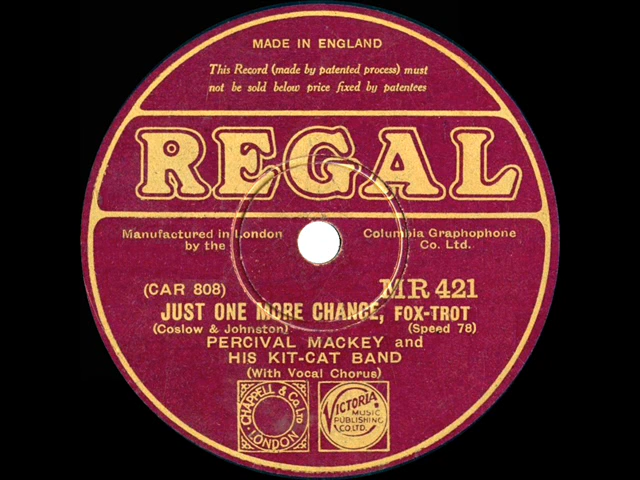 MADE IN ENGLAND
This Record (made by patented process) must
not be sold below price fixed by patentees
REGAL
Manufactured in London
by the
Columbia Graphophone
Co. Ltd.
(CAR 808)
MR 421
JUST ONE MORE CHANCE, FOX-TROT
(Coslow & Johnston)
(Speed 78)
PERCIVAL MACKEY and
HIS KIT-CAT BAND
(With Vocal Chorus)
CHAPPELL & Co LTD
LONDON
VICTORIA
MUSIC
PUBLISHING
CO. LTD.